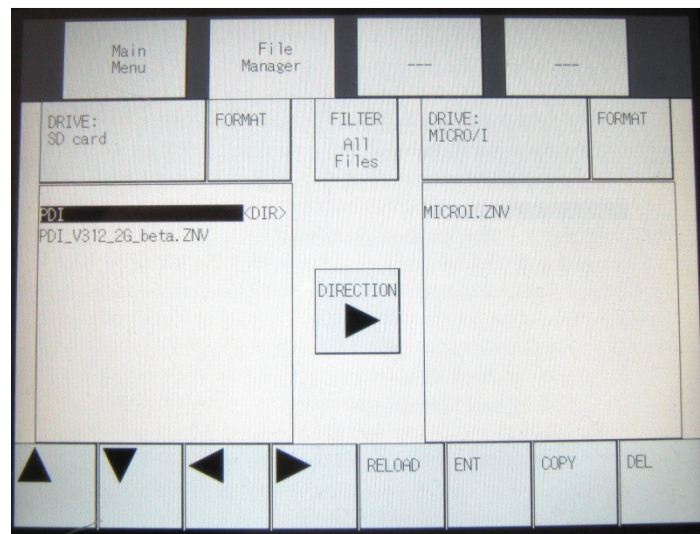 Main
Menu
File
Manager
---
---
DRIVE:
SD card
FORMAT
FILTER
All
Files
DRIVE:
MICRO/I
FORMAT
PDI <DIR>
PDI_V312_2G_beta.ZNV
MICROI.ZNV
DIRECTION
RELOAD
ENT
COPY
DEL